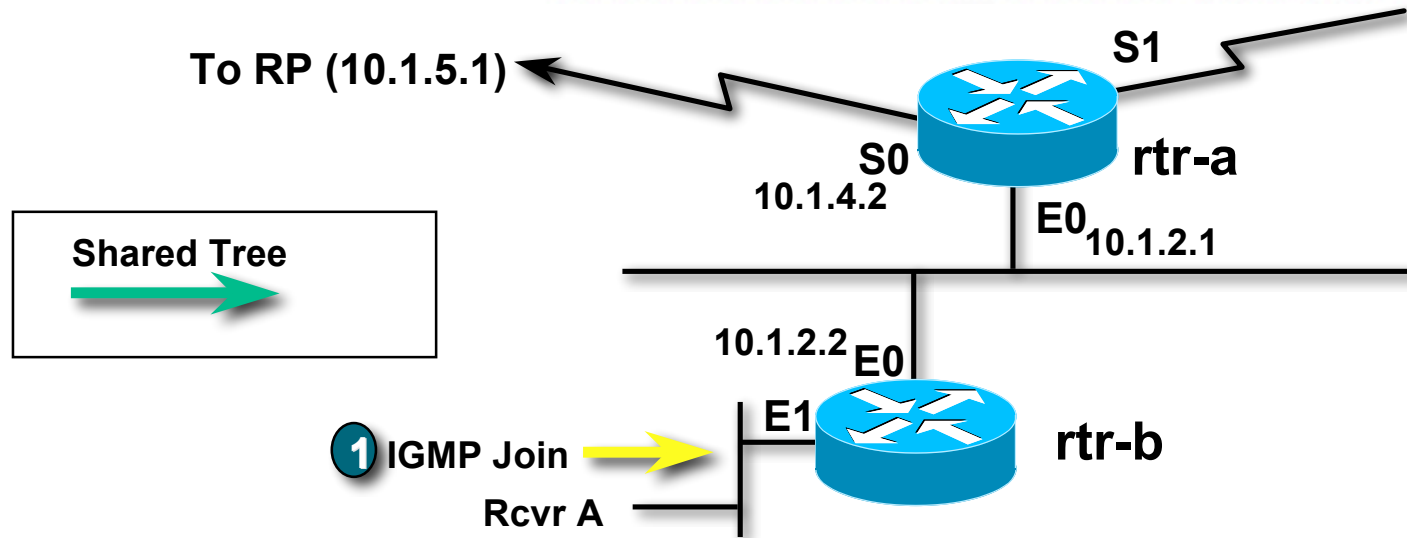 S1
To RP (10.1.5.1)
S0
rtr-a
10.1.4.2
E0
10.1.2.1
Shared Tree
10.1.2.2
E0
E1
1 IGMP Join
rtr-b
Rcvr A